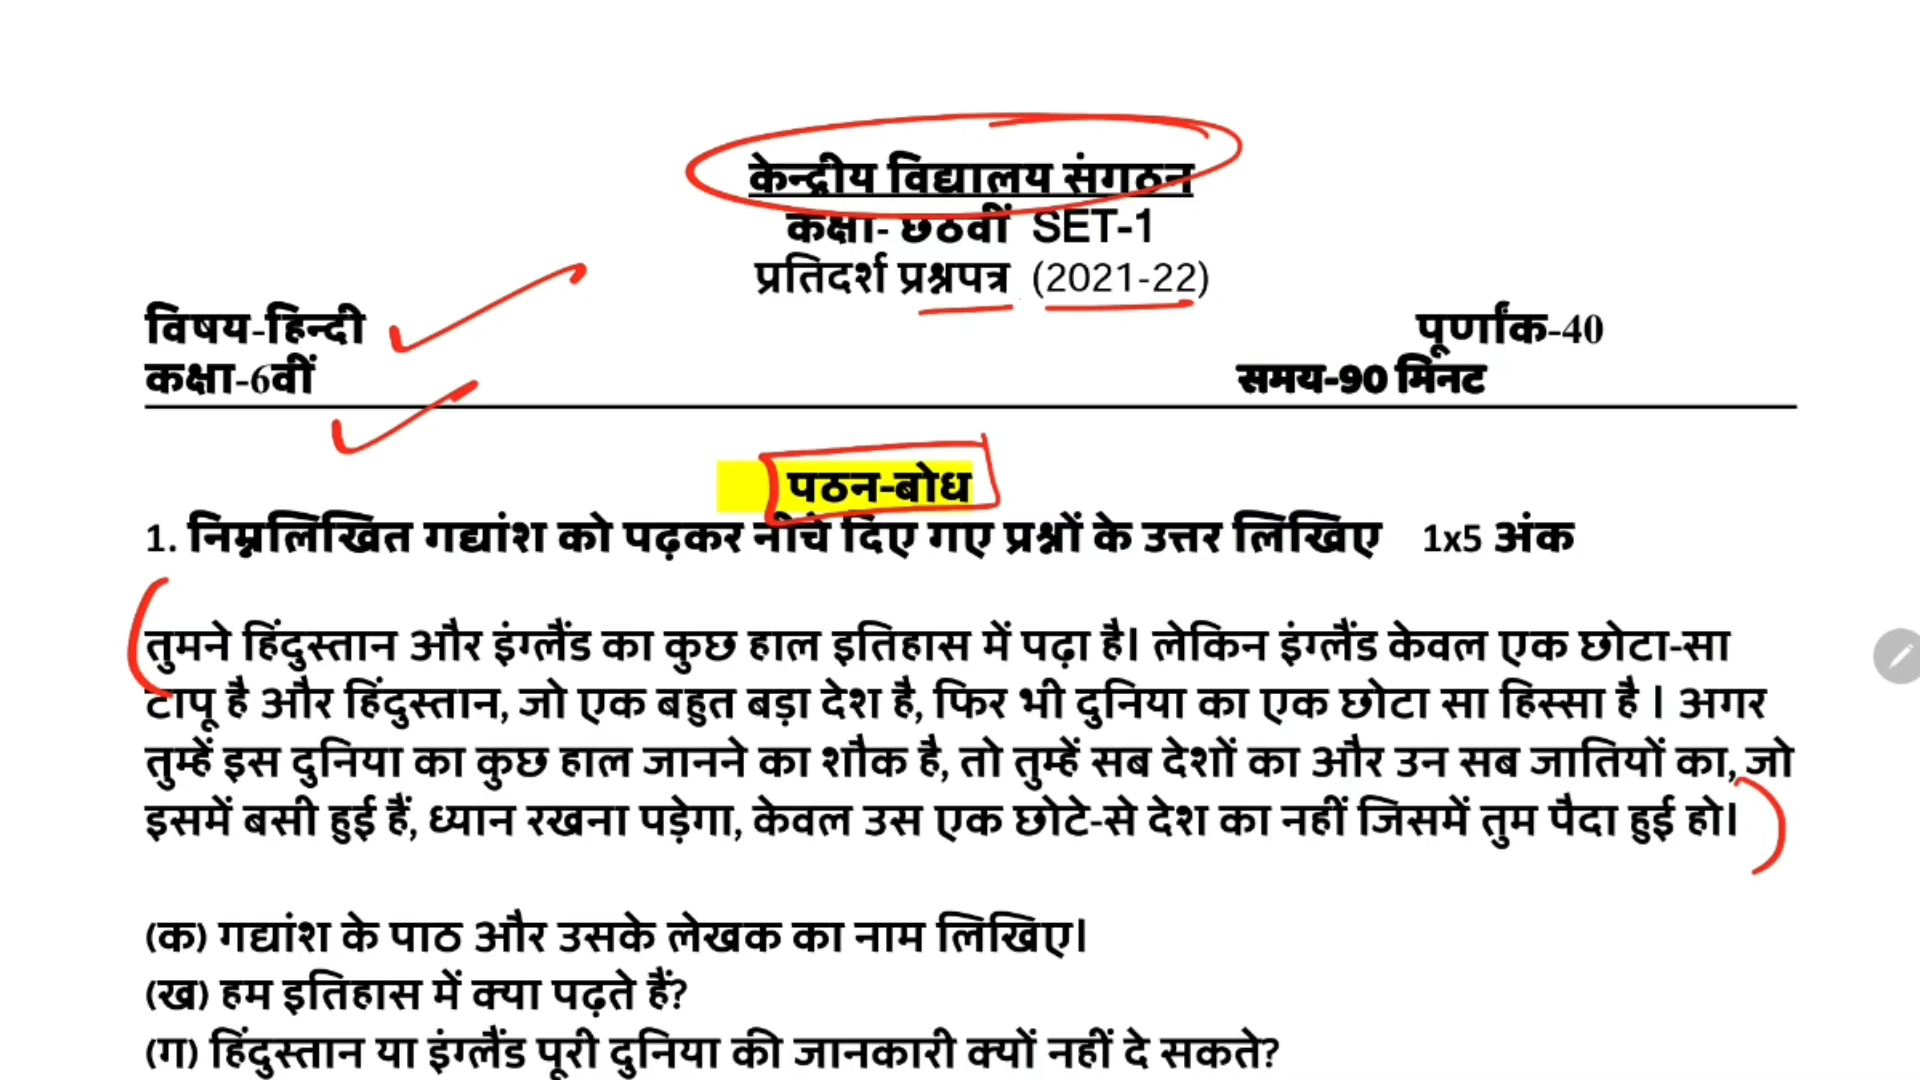 केन्द्रीय विद्यालय संगठन
कक्षा- छठवीं SET-1
प्रतिदर्श प्रश्नपत्र (2021-22)
विषय-हिन्दी पूर्णांक-40
कक्षा-6वीं समय-90 मिनट
पठन-बोध
1. निम्नलिखित गद्यांश को पढ़कर नीचे दिए गए प्रश्नों के उत्तर लिखिए 1x5 अंक
तुमने हिंदुस्तान और इंग्लैंड का कुछ हाल इतिहास में पढ़ा है। लेकिन इंग्लैंड केवल एक छोटा-सा
टापू है और हिंदुस्तान, जो एक बहुत बड़ा देश है, फिर भी दुनिया का एक छोटा सा हिस्सा है । अगर
तुम्हें इस दुनिया का कुछ हाल जानने का शौक है, तो तुम्हें सब देशों का और उन सब जातियों का, जो
इसमें बसी हुई हैं, ध्यान रखना पड़ेगा, केवल उस एक छोटे-से देश का नहीं जिसमें तुम पैदा हुई हो।
(क) गद्यांश के पाठ और उसके लेखक का नाम लिखिए।
(ख) हम इतिहास में क्या पढ़ते हैं?
(ग) हिंदुस्तान या इंग्लैंड पूरी दुनिया की जानकारी क्यों नहीं दे सकते?